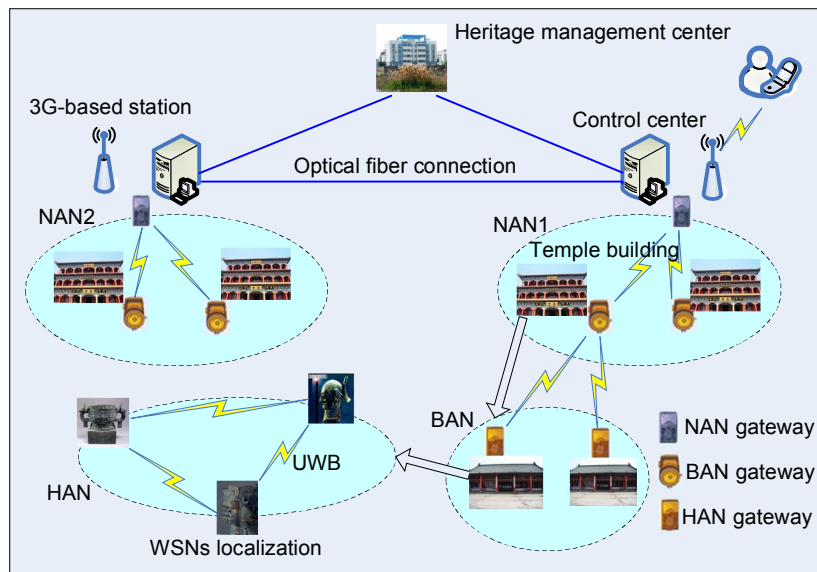 Heritage management center
3G-based station
Control center
Optical fiber connection
NAN2
NAN1
Temple building
BAN
NAN gateway
UWB
BAN gateway
HAN
HAN gateway
WSNs localization